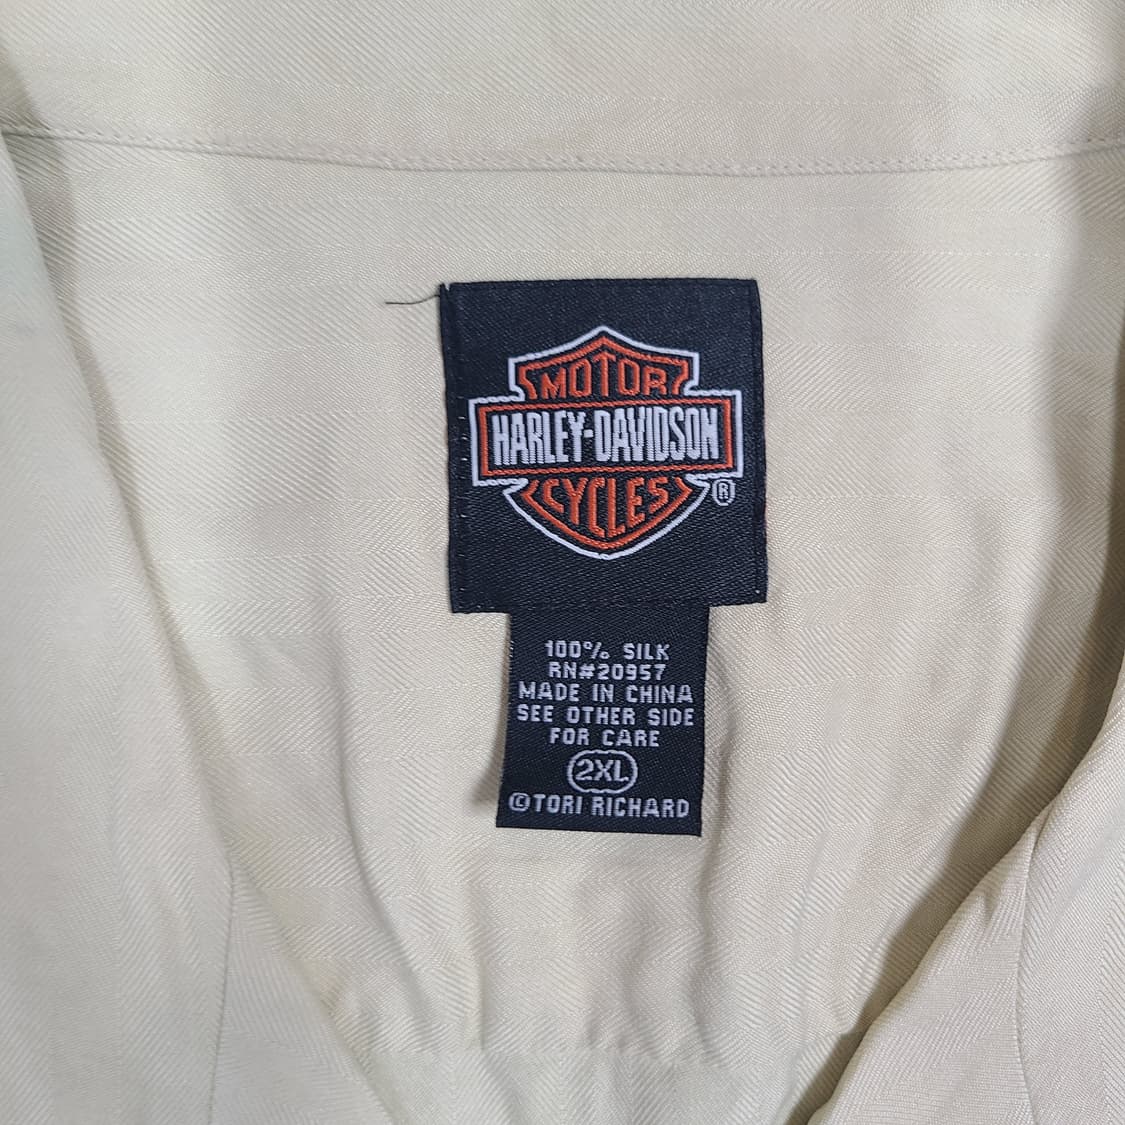 MOTOR
HARLEY-DAVIDSON
CYCLES
®
100% SILK
RN#20957
MADE IN CHINA
SEE OTHER SIDE
FOR CARE
2XL
©TORI RICHARD